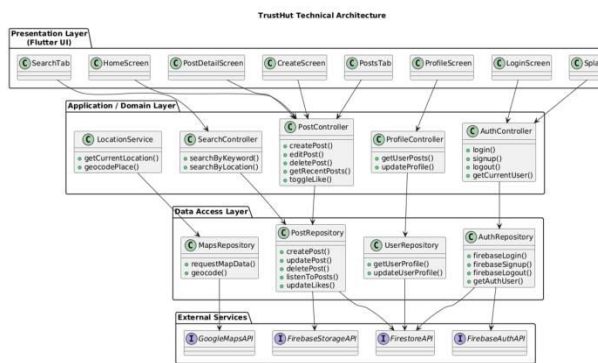 TrustHut Technical Architecture
Presentation Layer
(Flutter UI)
C SearchTab
C HomeScreen
C PostDetailScreen
C CreateScreen
C PostsTab
C ProfileScreen
C LoginScreen
C Spla
Application / Domain Layer
C LocationService
getCurrentLocation()
geocodePlace()
C SearchController
searchByKeyword()
searchByLocation()
C PostController
createPost()
editPost()
deletePost()
getRecentPosts()
toggleLike()
C ProfileController
getUserPosts()
updateProfile()
C AuthController
login()
signup()
logout()
getCurrentUser()
Data Access Layer
C MapsRepository
requestMapData()
geocode()
C PostRepository
createPost()
updatePost()
deletePost()
listenToPosts()
updateLikes()
C UserRepository
getUserProfile()
updateUserProfile()
C AuthRepository
firebaseLogin()
firebaseSignup()
firebaseLogout()
getAuthUser()
External Services
I GoogleMapsAPI
I FirebaseStorageAPI
I FirestoreAPI
I FirebaseAuthAPI